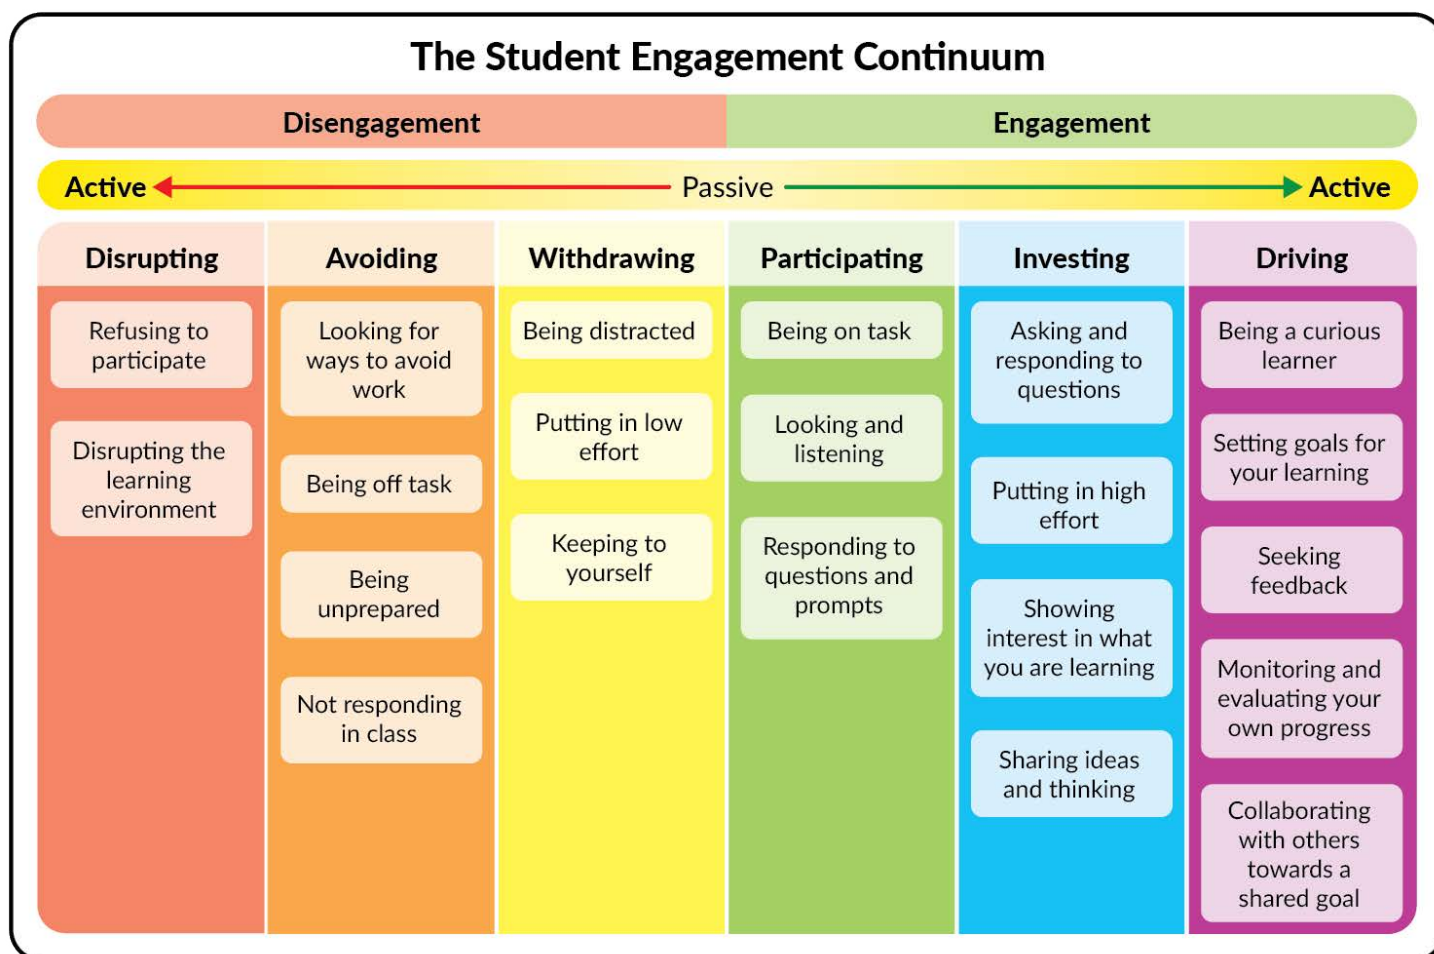 The Student Engagement Continuum
Disengagement
Engagement
Active
Passive
Active
Disrupting
Refusing to
participate
Disrupting the
learning
environment
Avoiding
Looking for
ways to avoid
work
Being off task
Being
unprepared
Not responding
in class
Withdrawing
Being distracted
Putting in low
effort
Keeping to
yourself
Participating
Being on task
Looking and
listening
Responding to
questions and
prompts
Investing
Asking and
responding to
questions
Putting in high
effort
Showing
interest in what
you are learning
Sharing ideas
and thinking
Driving
Being a curious
learner
Setting goals for
your learning
Seeking
feedback
Monitoring and
evaluating your
own progress
Collaborating
with others
towards a
shared goal